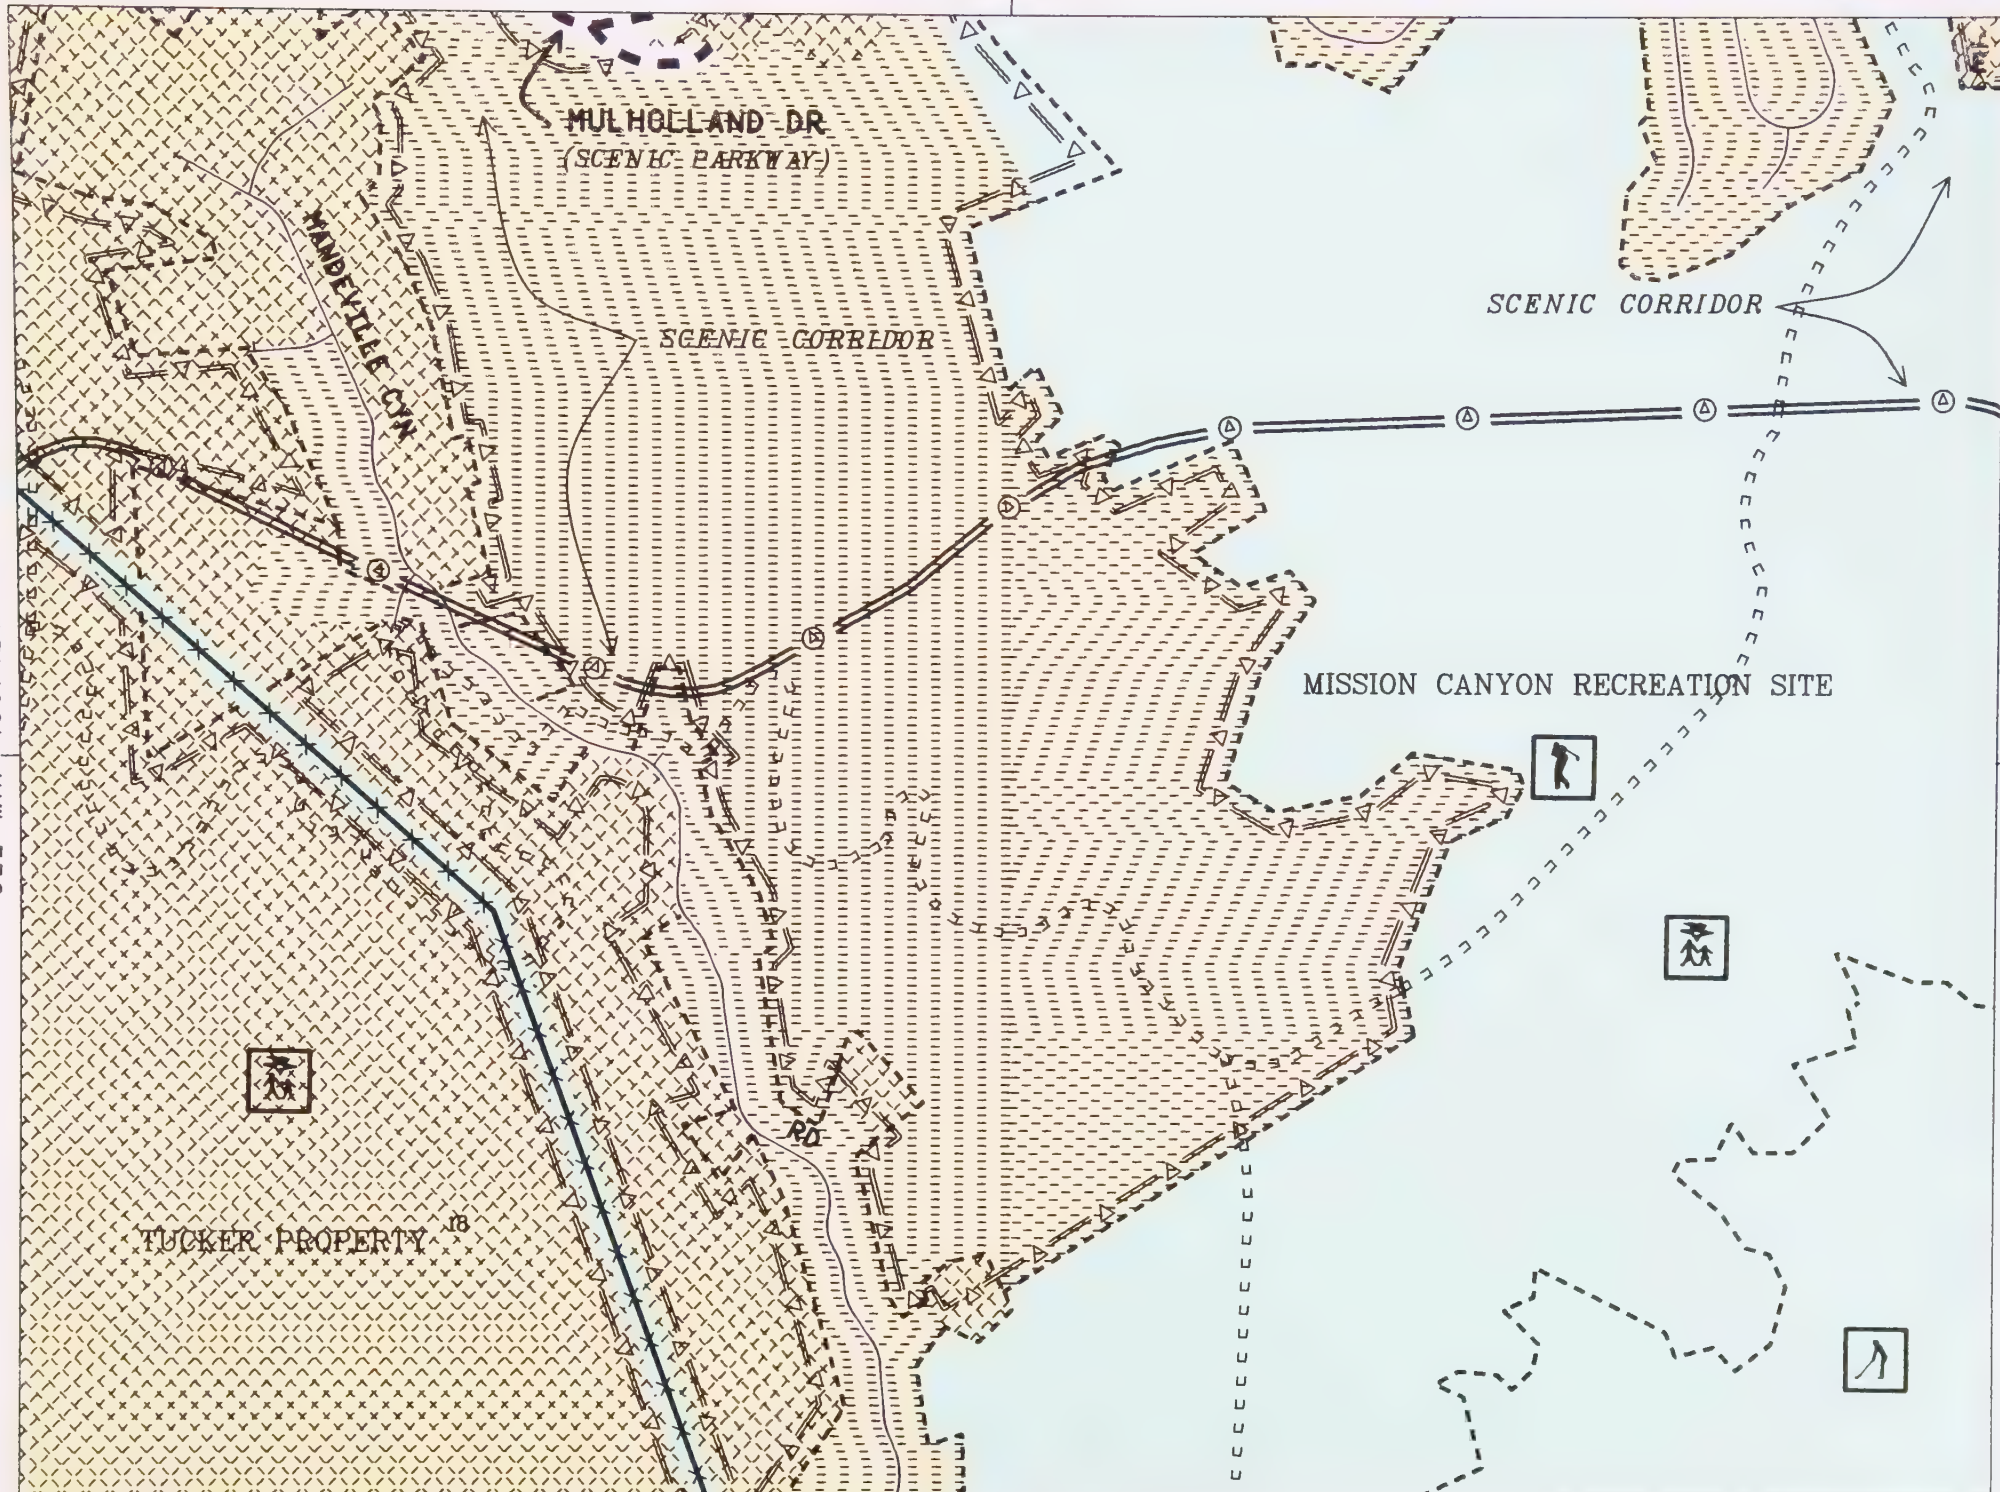 MULHOLLAND DR
(SCENIC PARKWAY)
MANDEVILLE CYN
SCENIC CORRIDOR
SCENIC CORRIDOR
MISSION CANYON RECREATION SITE
RD
TUCKER PROPERTY 18